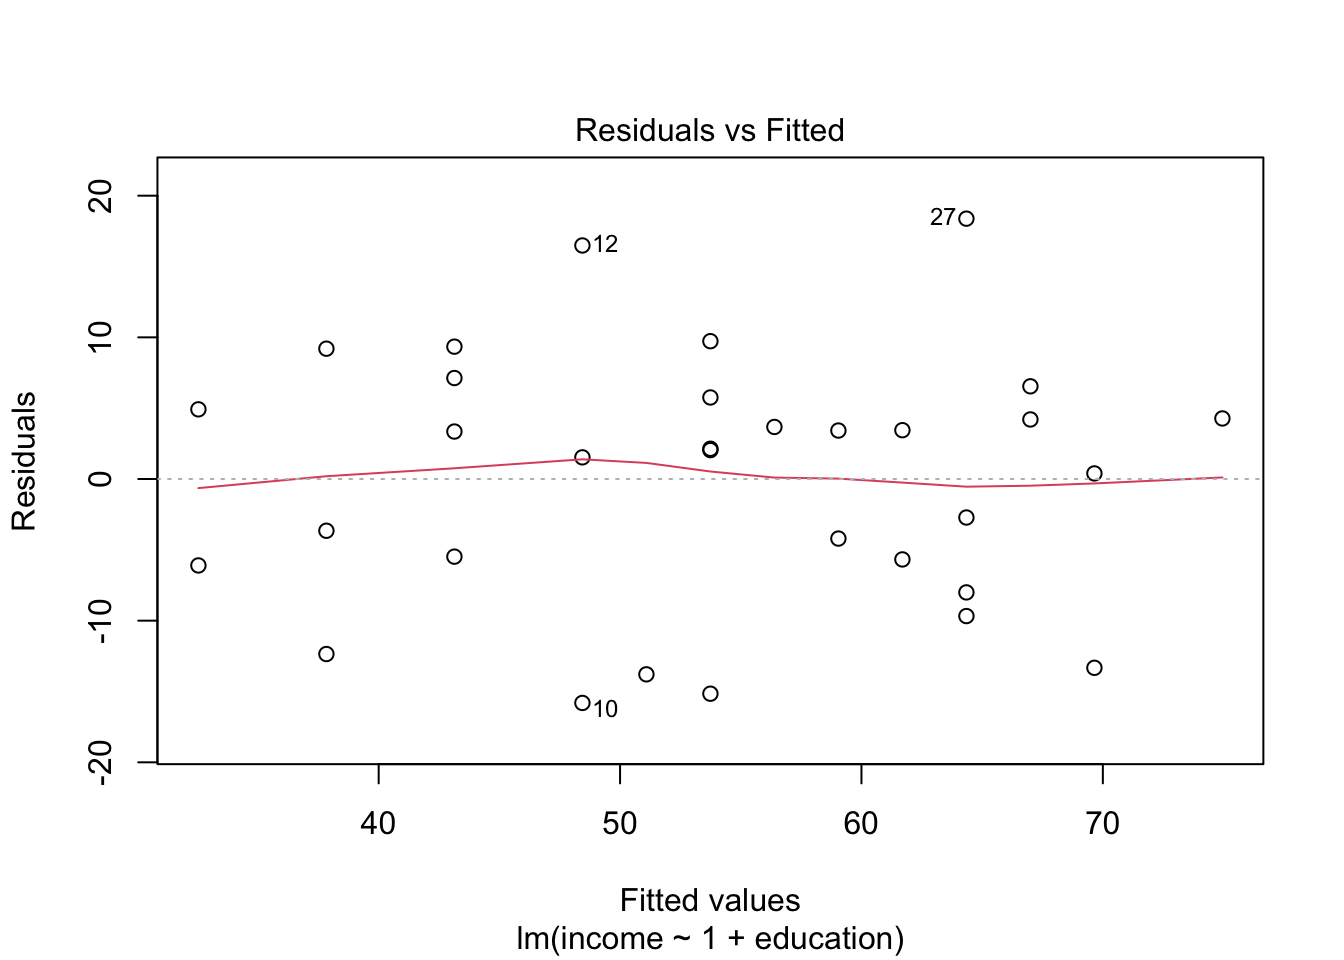 Residuals vs Fitted
Residuals
20
10
0
-10
-20
12
27
10
40 50 60 70
Fitted values
lm(income ~ 1 + education)